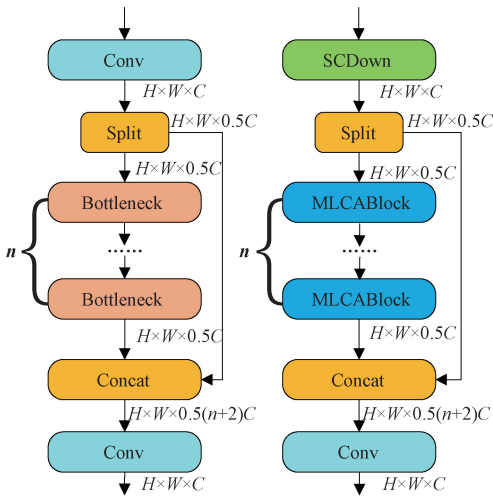 Conv
H×W×C
H×W×0.5C
Split
H×W×0.5C
Bottleneck
n
......
Bottleneck
H×W×0.5C
Concat
H×W×0.5(n+2)C
Conv
H×W×C
SCDown
H×W×C
H×W×0.5C
Split
H×W×0.5C
MLCABlock
n
......
MLCABlock
H×W×0.5C
Concat
H×W×0.5(n+2)C
Conv
H×W×C